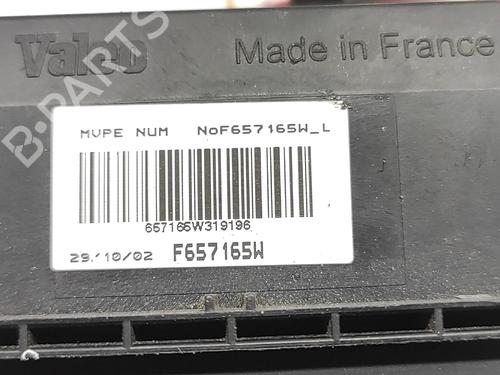 Valeo Made in France
B-PARTS
MVPE NUM NoF657165W_L
657165W319196
29/10/02 F657165W